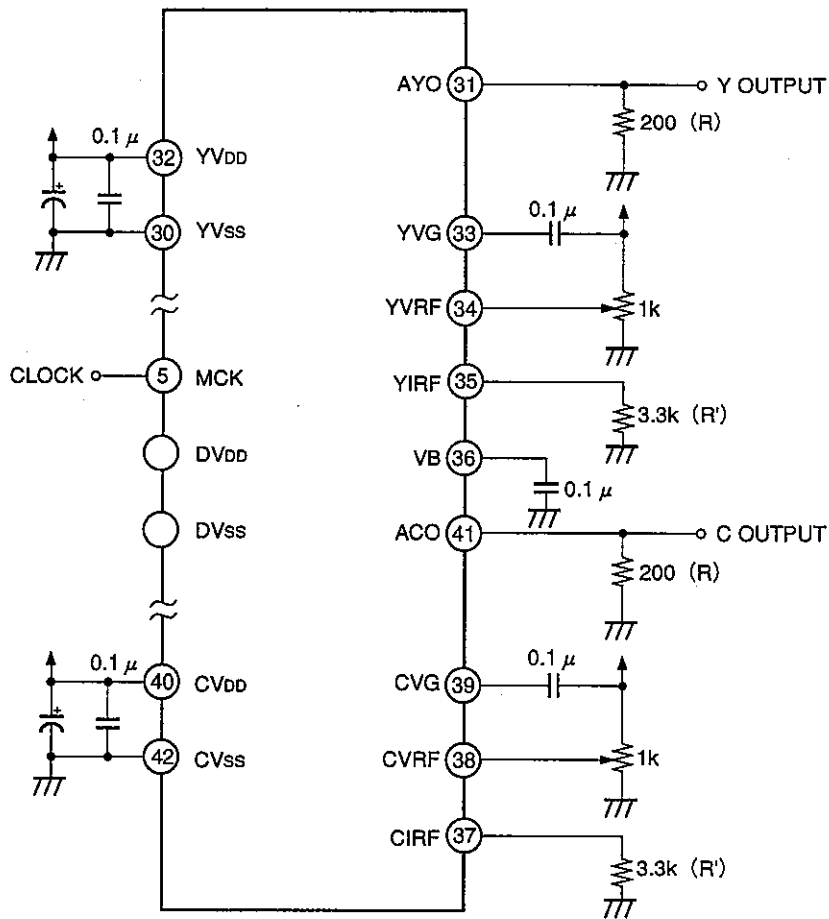 AYO 31 Y OUTPUT
200 (R)
0.1 μ
32 YVDD
30 YVss
0.1 μ
YVG 33
YVRF 34 1k
CLOCK 5 MCK
YIRF 35
3.3k (R')
DVDD
VB 36
0.1 μ
DVss
ACO 41 C OUTPUT
200 (R)
0.1 μ
40 CVDD
0.1 μ
CVG 39
42 CVss
CVRF 38 1k
CIRF 37
3.3k (R')